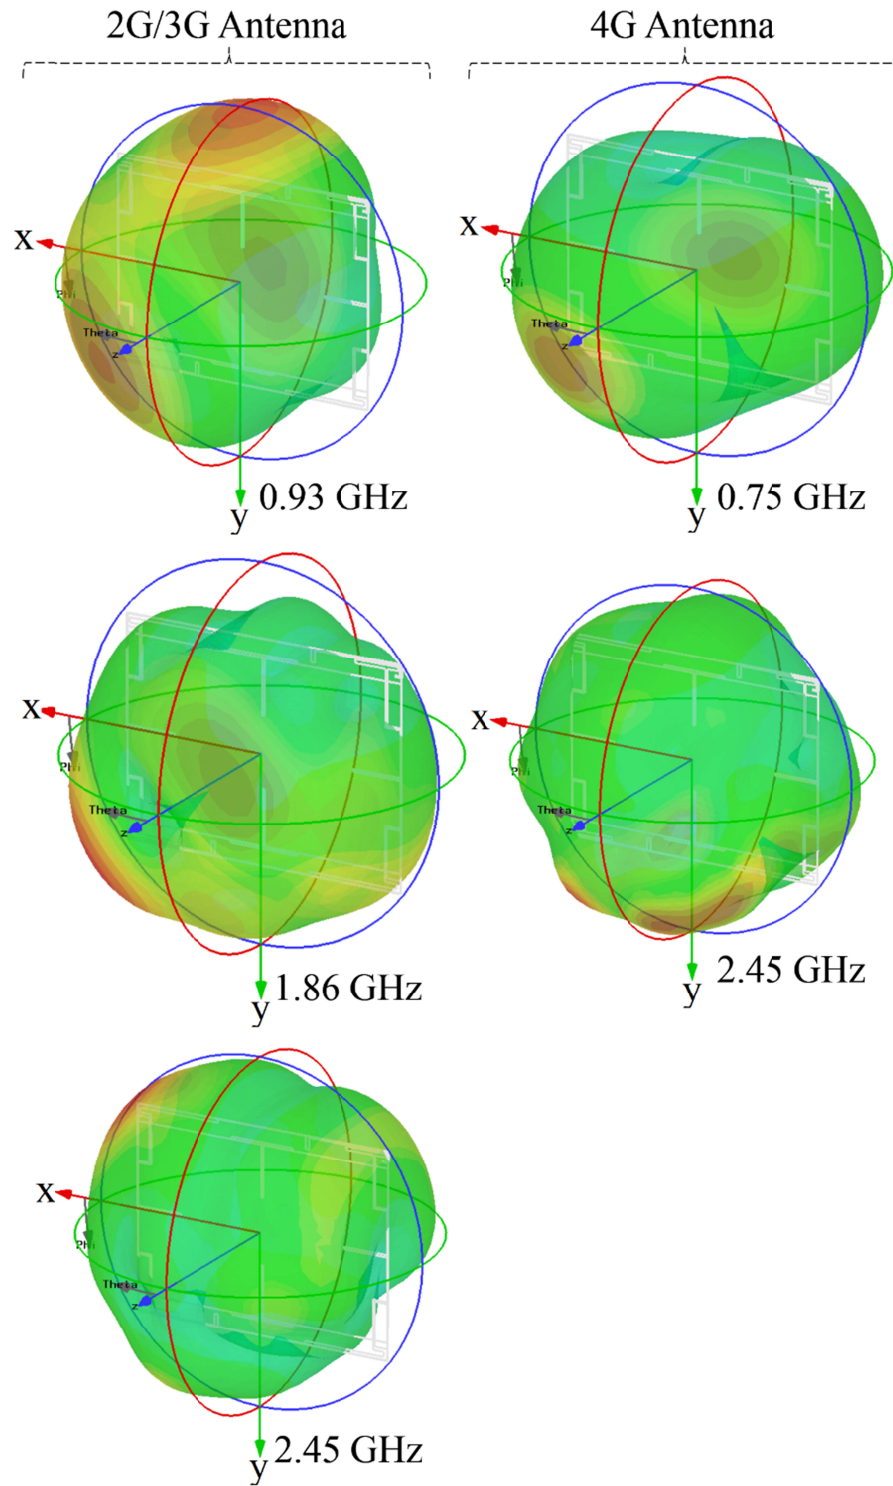 2G/3G Antenna
4G Antenna
x
Phi
Theta
z
y
0.93 GHz
x
Phi
Theta
z
y
0.75 GHz
x
Phi
Theta
z
y
1.86 GHz
x
Phi
Theta
z
y
2.45 GHz
x
Phi
Theta
z
y
2.45 GHz